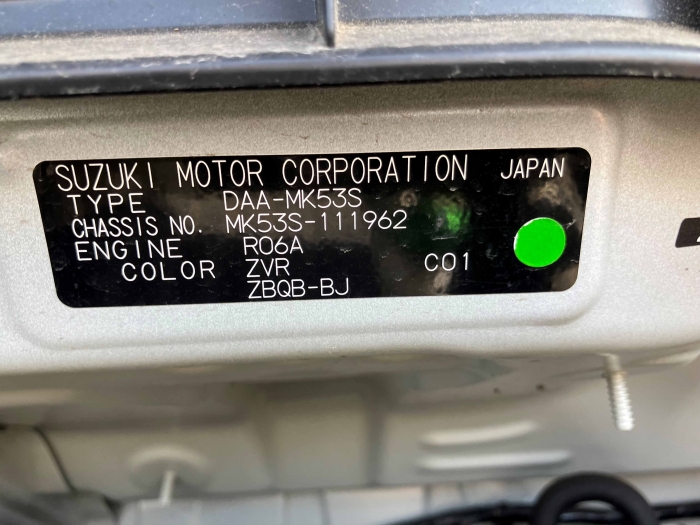 SUZUKI MOTOR CORPORATION JAPAN
TYPE DAA-MK53S
CHASSIS NO. MK53S-111962
ENGINE R06A
COLOR ZVR C01
ZBQB-BJ